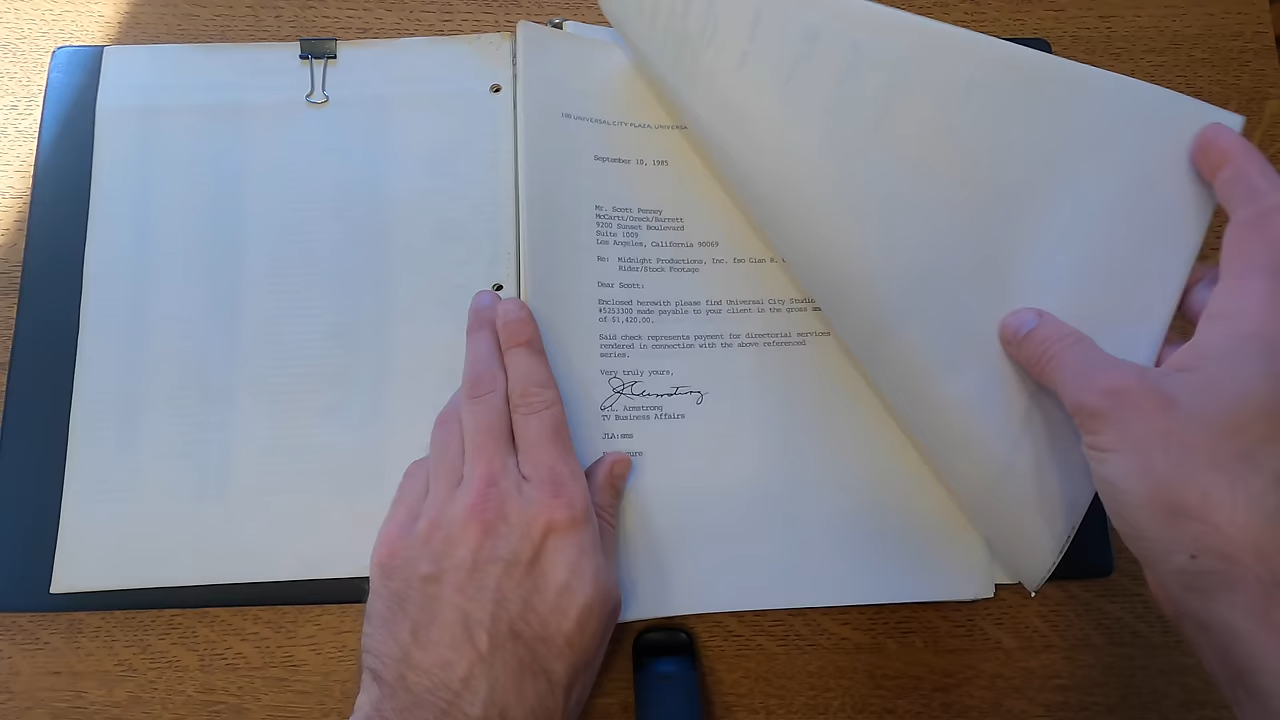 100 UNIVERSAL CITY PLAZA, UNIVERSA
September 10, 1985
Mr. Scott Penney
McCartt/Oreck/Barrett
9200 Sunset Boulevard
Suite 1009
Los Angeles, California 90069
Re: Midnight Productions, Inc. fso Gian R.
Rider/Stock Footage
Dear Scott:
Enclosed herewith please find Universal City Studio
#5253300 made payable to your client in the gross am
of $1,420.00.
Said check represents payment for directorial services
rendered in connection with the above referenced
series.
Very truly yours,
J.L. Armstrong
TV Business Affairs
JLA:sms